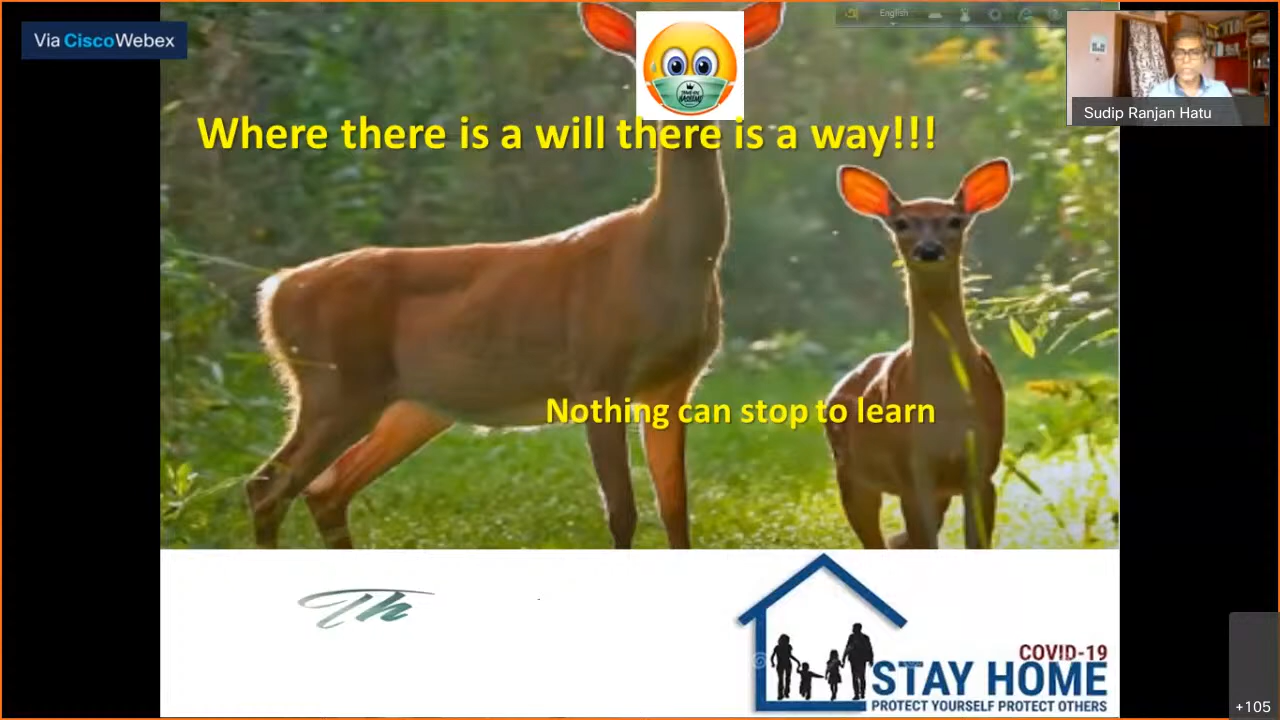 Via CiscoWebex
English
Sudip Ranjan Hatu
Where there is a will there is a way!!!
Nothing can stop to learn
Th
COVID-19
STAY HOME
PROTECT YOURSELF PROTECT OTHERS
+105